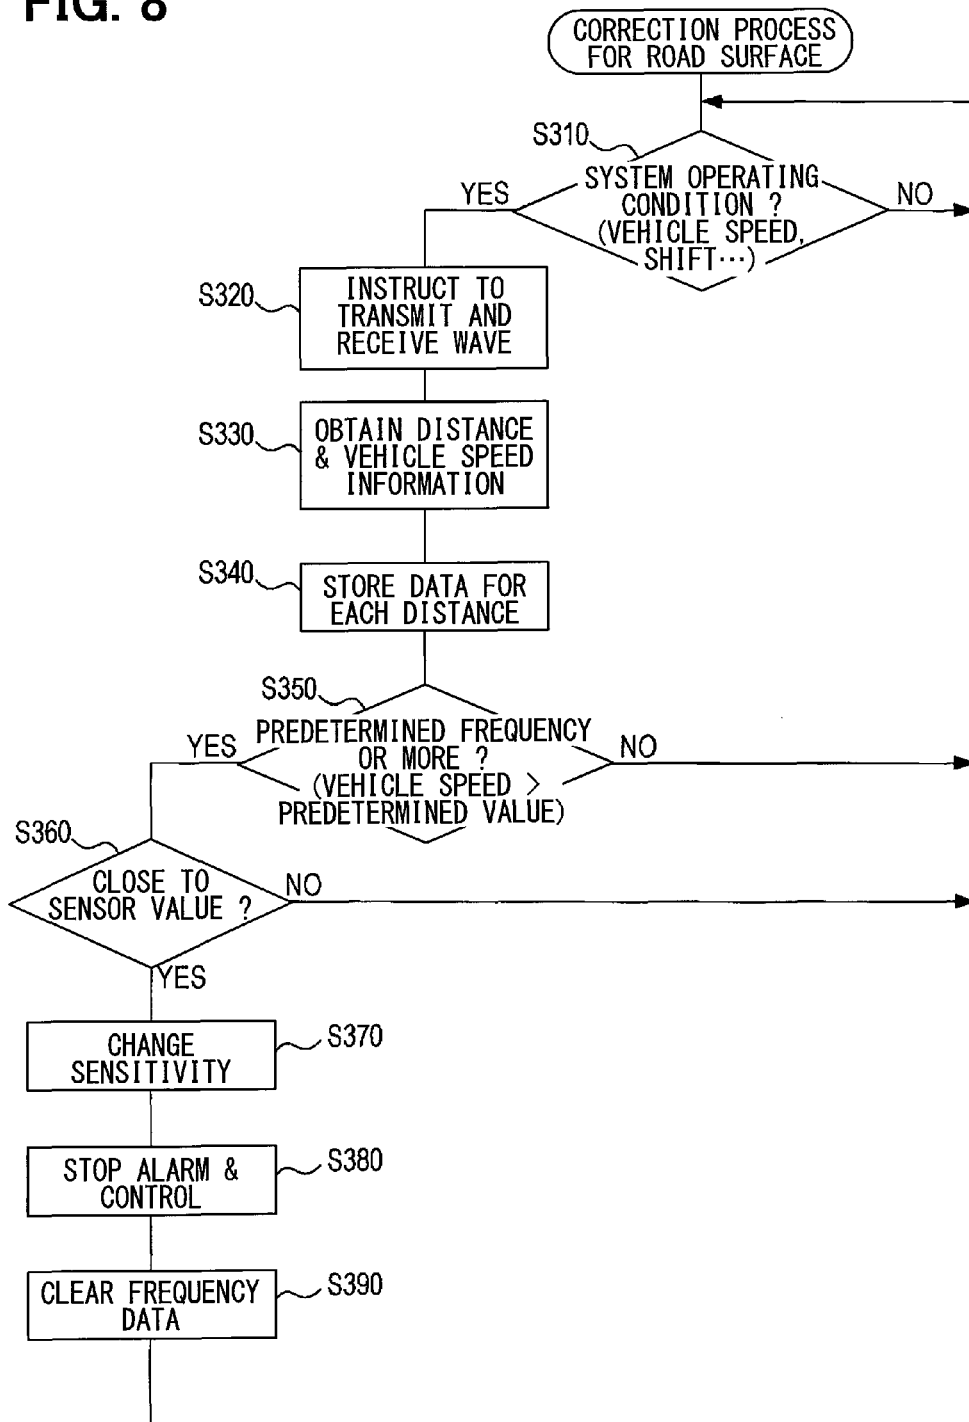 FIG. 8
CORRECTION PROCESS
FOR ROAD SURFACE
S310
SYSTEM OPERATING
CONDITION ?
(VEHICLE SPEED,
SHIFT···)
YES
NO
S320
INSTRUCT TO
TRANSMIT AND
RECEIVE WAVE
S330
OBTAIN DISTANCE
& VEHICLE SPEED
INFORMATION
S340
STORE DATA FOR
EACH DISTANCE
S350
PREDETERMINED FREQUENCY
OR MORE ?
(VEHICLE SPEED >
PREDETERMINED VALUE)
YES
NO
S360
CLOSE TO
SENSOR VALUE ?
NO
YES
CHANGE
SENSITIVITY
S370
STOP ALARM &
CONTROL
S380
CLEAR FREQUENCY
DATA
S390